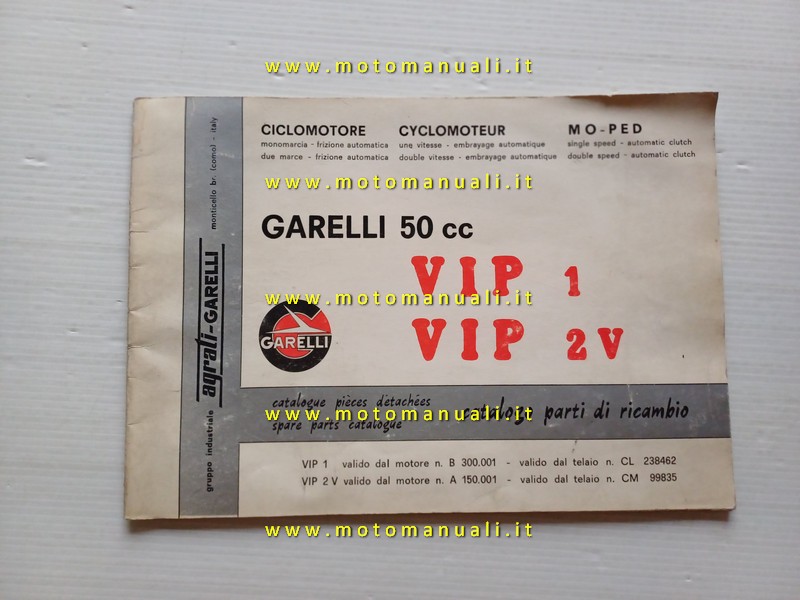 www.motomanuali.it
CICLOMOTORE
monomarcia - frizione automatica
due marce - frizione automatica
CYCLOMOTEUR
une vitesse - embrayage automatique
double vitesse - embrayage automatique
MO-PED
single speed - automatic clutch
double speed - automatic clutch
www.motomanuali.it
GARELLI 50 cc
VIP 1
www.motomanuali.it
VIP 2 V
GARELLI
catalogue pièces détachées
spare parts catalogue
catalogo parti di ricambio
www.motomanuali.it
VIP 1 valido dal motore n. B 300.001 - valido dal telaio n. CL 238462
VIP 2 V valido dal motore n. A 150.001 - valido dal telaio n. CM 99835
www.motomanuali.it
gruppo industriale agrati-GARELLI monticello br. (como) - italy